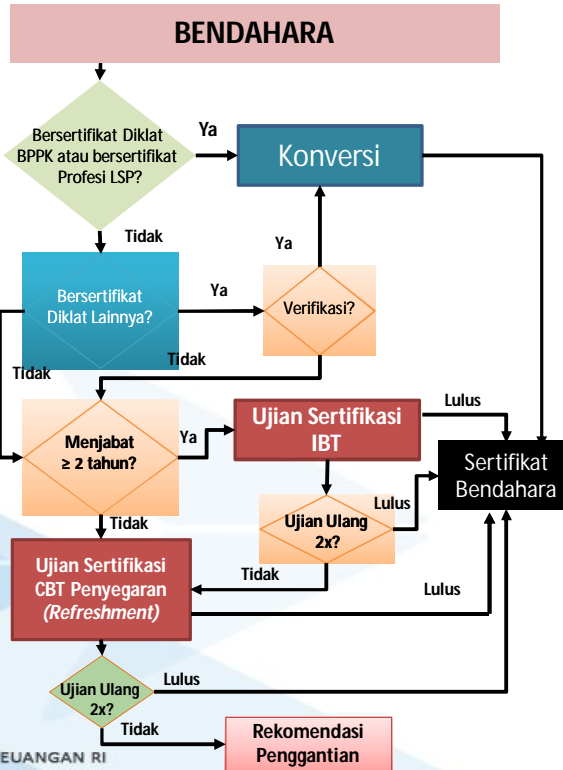 BENDAHARA
Bersertifikat Diklat
BPPK atau bersertifikat
Profesi LSP?
Ya
Konversi
Tidak
Ya
Bersertifikat
Diklat Lainnya?
Ya
Verifikasi?
Tidak
Tidak
Menjabat
≥ 2 tahun?
Ya
Ujian Sertifikasi
IBT
Lulus
Sertifikat
Bendahara
Ujian Ulang
2x?
Lulus
Tidak
Tidak
Ujian Sertifikasi
CBT Penyegaran
(Refreshment)
Lulus
Ujian Ulang
2x?
Lulus
Tidak
Rekomendasi
Penggantian
EUANGAN RI